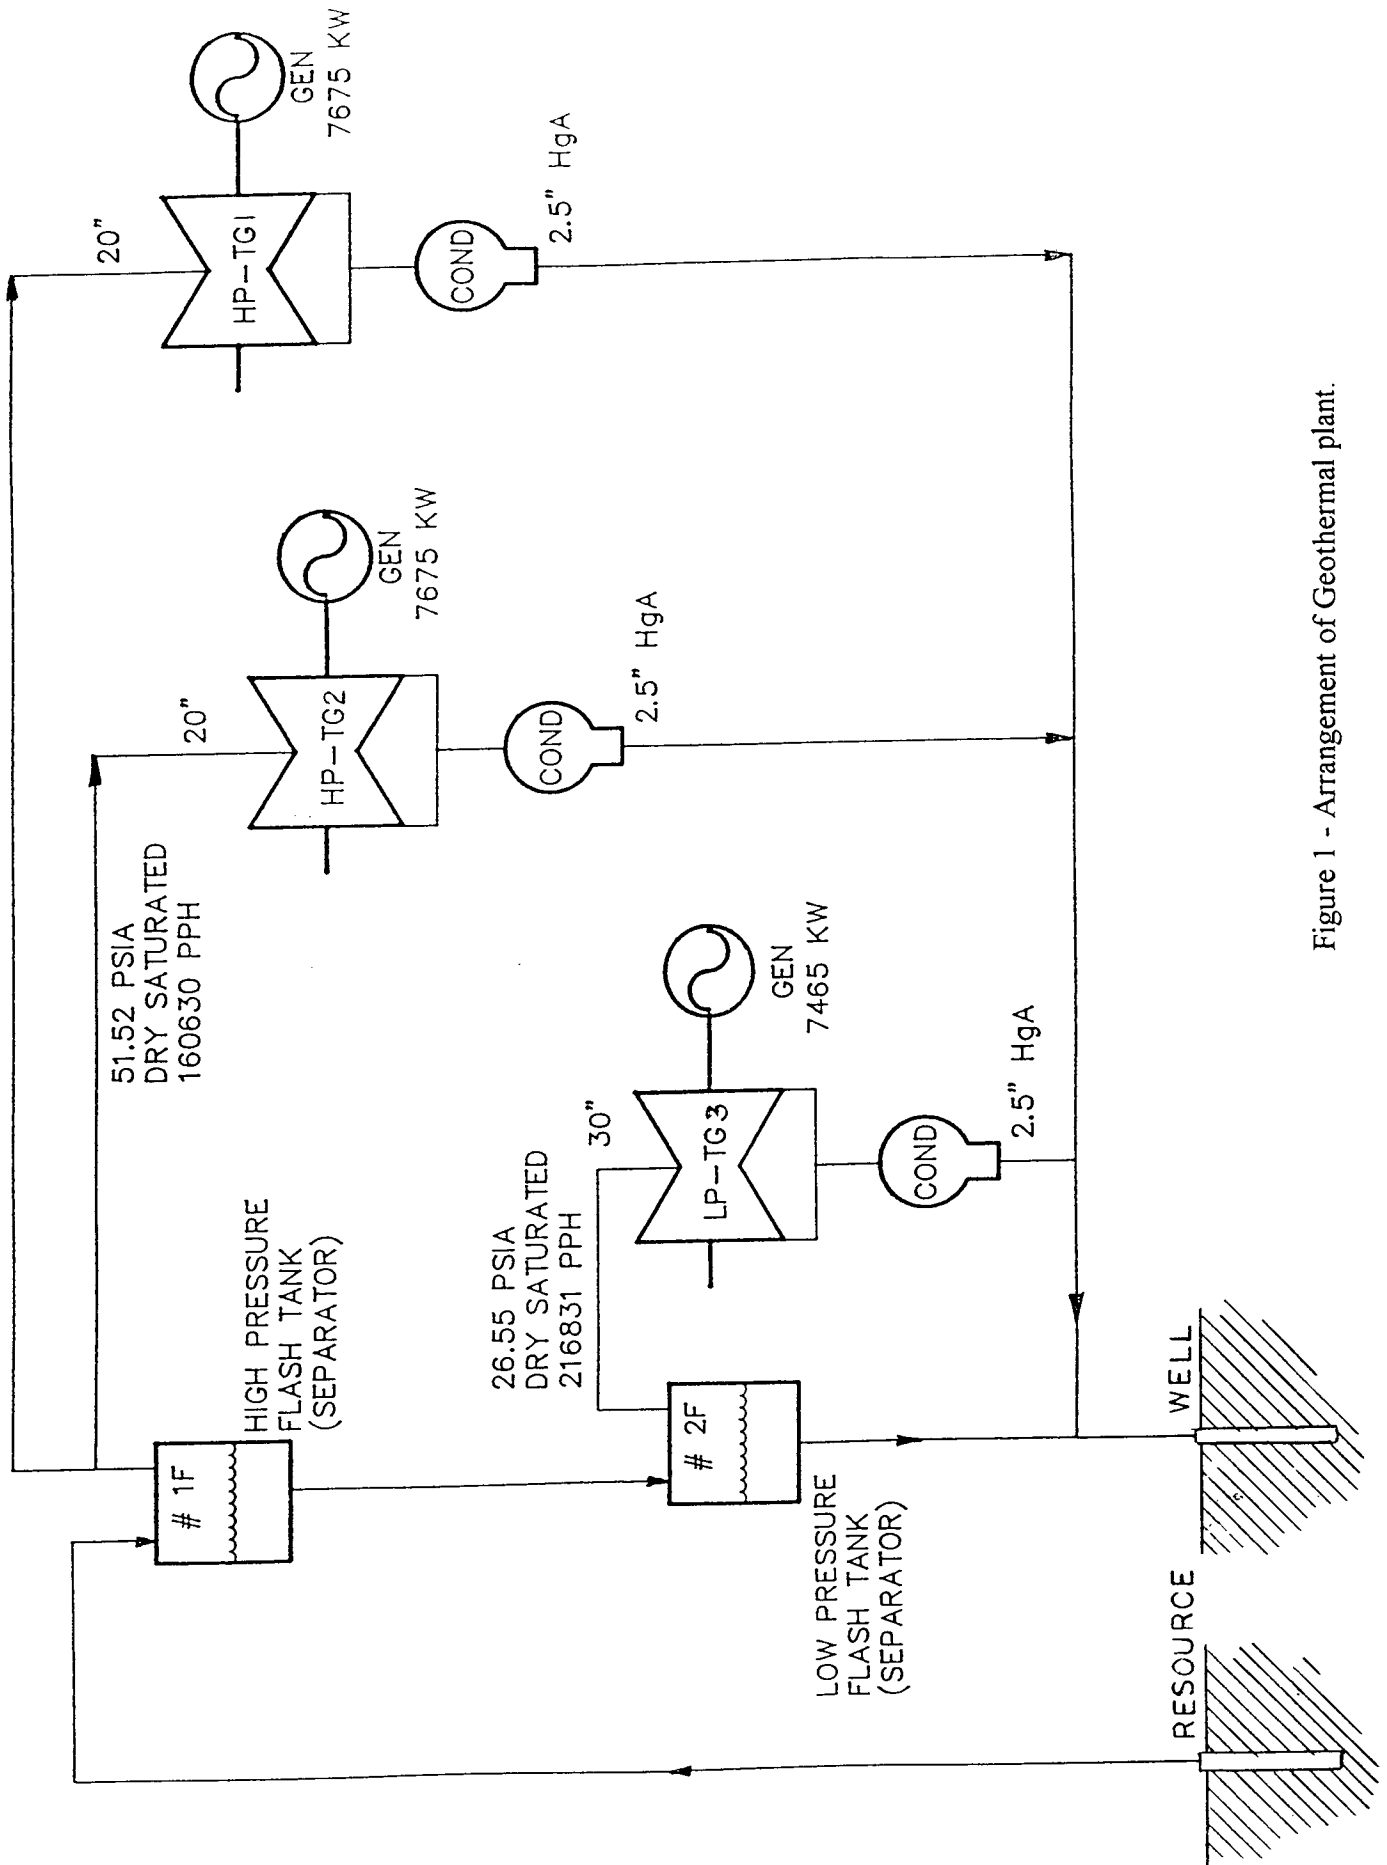 20"
HP-TG1
GEN
7675 KW
COND
2.5" HgA
51.52 PSIA
DRY SATURATED
160630 PPH
20"
HP-TG2
GEN
7675 KW
COND
2.5" HgA
# 1F
HIGH PRESSURE
FLASH TANK
(SEPARATOR)
26.55 PSIA
DRY SATURATED
216831 PPH
30"
LP-TG3
GEN
7465 KW
COND
2.5" HgA
# 2F
LOW PRESSURE
FLASH TANK
(SEPARATOR)
RESOURCE
WELL
Figure 1 - Arrangement of Geothermal plant.